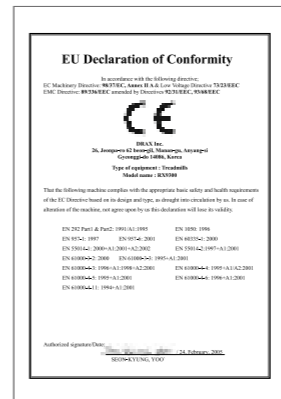 EU Declaration of Conformity
In accordance with the following directive;
EC Machinery Directive: 98/37/EC, Annex II A & Low Voltage Directive 73/23/EEC
EMC Directive: 89/336/EEC amended by Directives 92/31/EEC, 93/68/EEC
CE
DRAX Inc.
26, Jeonpa-ro 62 beon-gil, Manan-gu, Anyang-si
Gyeonggi-do 14086, Korea
Type of equipment : Treadmills
Model name : RX9300
That the following machine complies with the appropriate basic safety and health requirements
of the EC Directive based on its design and type, as drought into circulation by us. In case of
alteration of the machine, not agree upon by us this declaration will lose its validity.
EN 292 Part1 & Part2: 1991/A1:1995 EN 1050: 1996
EN 957-1: 1997 EN 957-6: 2001 EN 60335-1: 2000
EN 55014-1: 2000+A1:2001+A2:2002 EN 55014-2:1997+A1:2001
EN 61000-3-2: 2000 EN 61000-3-3: 1995+A1:2001
EN 61000-4-3: 1996+A1:1998+A2:2001 EN 61000-4-4: 1995+A1/A2:2001
EN 61000-4-5: 1995+A1:2001 EN 61000-4-6: 1996+A1:2001
EN 61000-4-11: 1994+A1:2001
Authorized signature/Date: / 24, February, 2005
SEON-KYUNG, YOO